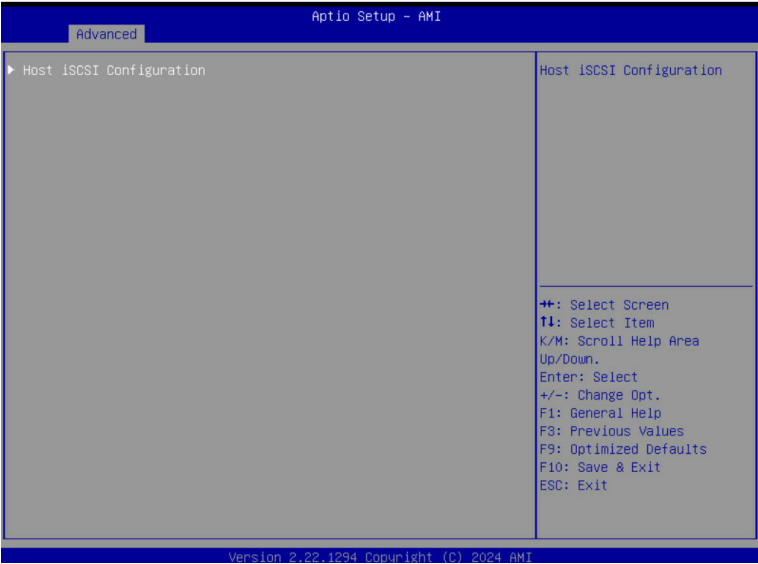 Aptio Setup – AMI
Advanced
▶ Host iSCSI Configuration
Host iSCSI Configuration
→←: Select Screen
↑↓: Select Item
K/M: Scroll Help Area
Up/Down.
Enter: Select
+/-: Change Opt.
F1: General Help
F3: Previous Values
F9: Optimized Defaults
F10: Save & Exit
ESC: Exit
Version 2.22.1294 Copyright (C) 2024 AMI